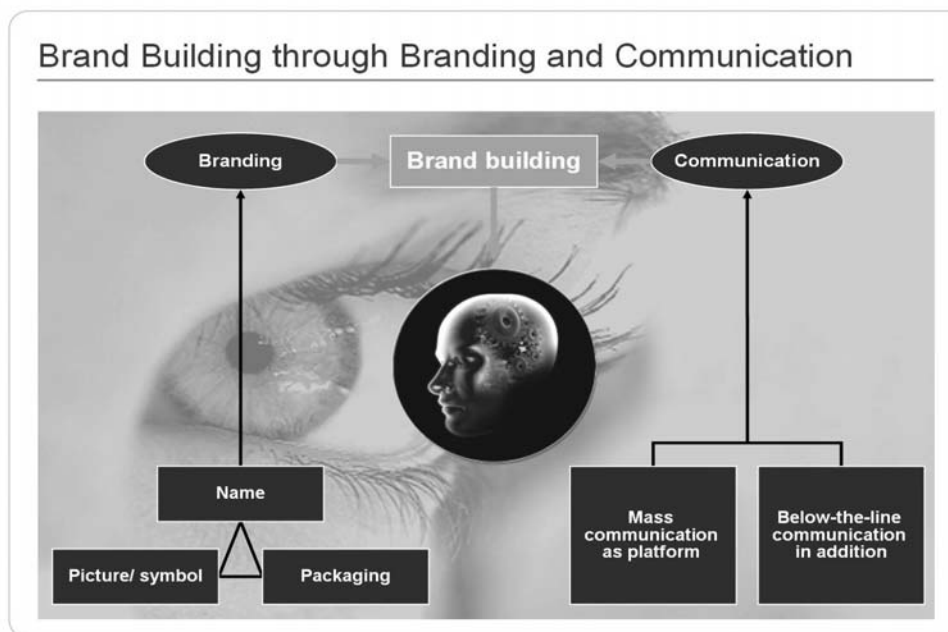 Brand Building through Branding and Communication
Branding
Brand building
Communication
Name
Picture/ symbol
Packaging
Mass
communication
as platform
Below-the-line
communication
in addition